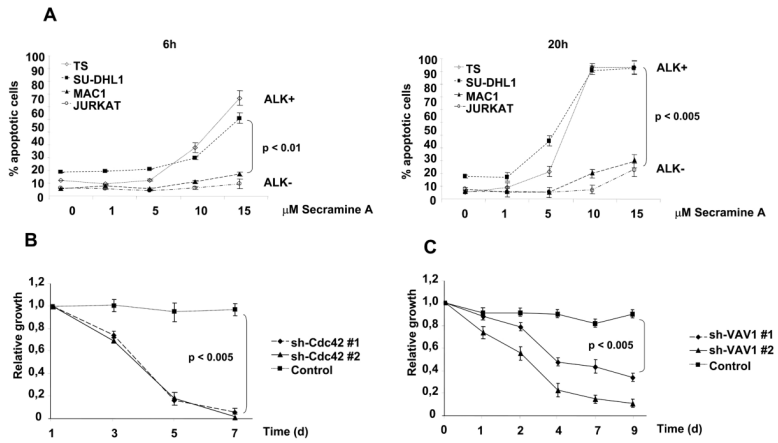 A
6h
100
90
80
70
60
50
40
30
20
10
0
% apoptotic cells
TS
SU-DHL1
MAC1
JURKAT
ALK+
p < 0.01
ALK-
0 1 5 10 15
μM Secramine A
20h
100
90
80
70
60
50
40
30
20
10
0
% apoptotic cells
TS
SU-DHL1
MAC1
JURKAT
ALK+
p < 0.005
ALK-
0 1 5 10 15
μM Secramine A
B
1,2
1,0
0,8
0,6
0,4
0,2
0
Relative growth
sh-Cdc42 #1
sh-Cdc42 #2
Control
p < 0.005
1 3 5 7
Time (d)
C
1,2
1,0
0,8
0,6
0,4
0,2
0
Relative growth
p < 0.005
sh-VAV1 #1
sh-VAV1 #2
Control
0 1 2 4 7 9
Time (d)